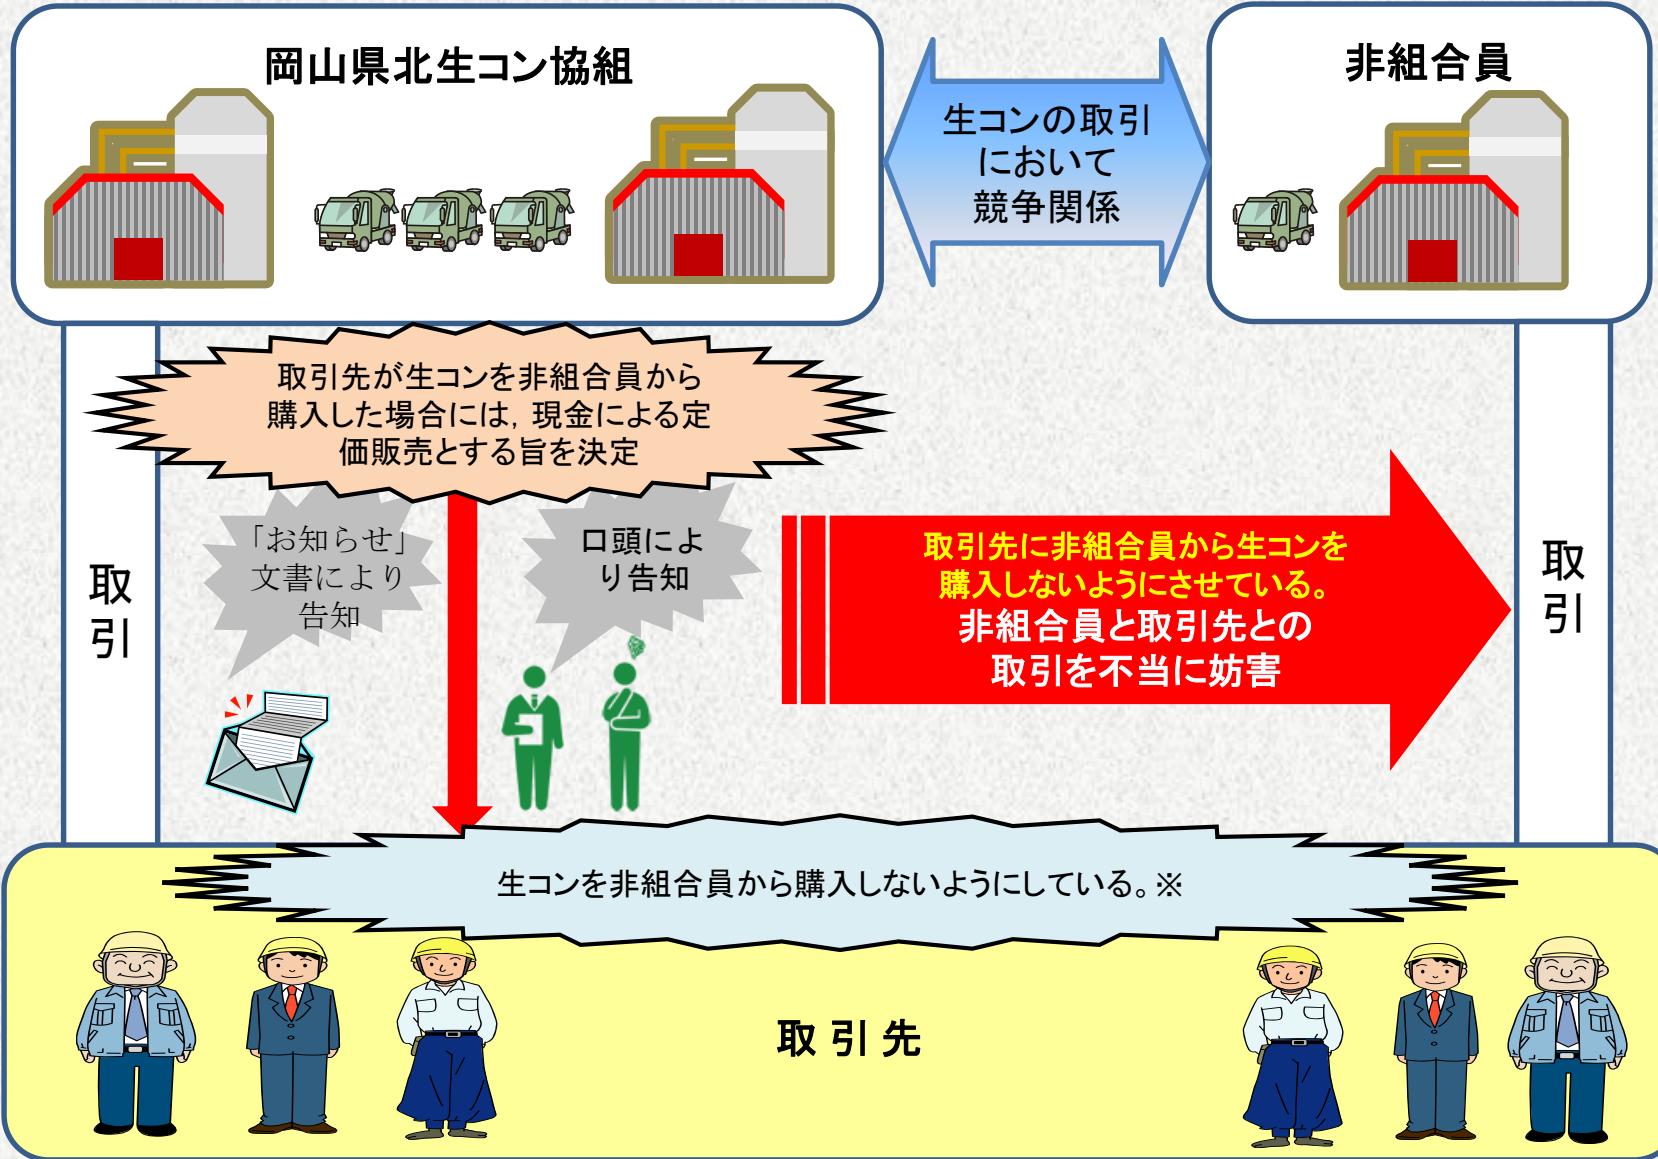 岡山県北生コン協組
非組合員
生コンの取引
において
競争関係
取引先が生コンを非組合員から
購入した場合には，現金による定
価販売とする旨を決定
「お知らせ」
文書により
告知
口頭によ
り告知
取引先に非組合員から生コンを
購入しないようにさせている。
非組合員と取引先との
取引を不当に妨害
取
引
取
引
生コンを非組合員から購入しないようにしている。※
取 引 先